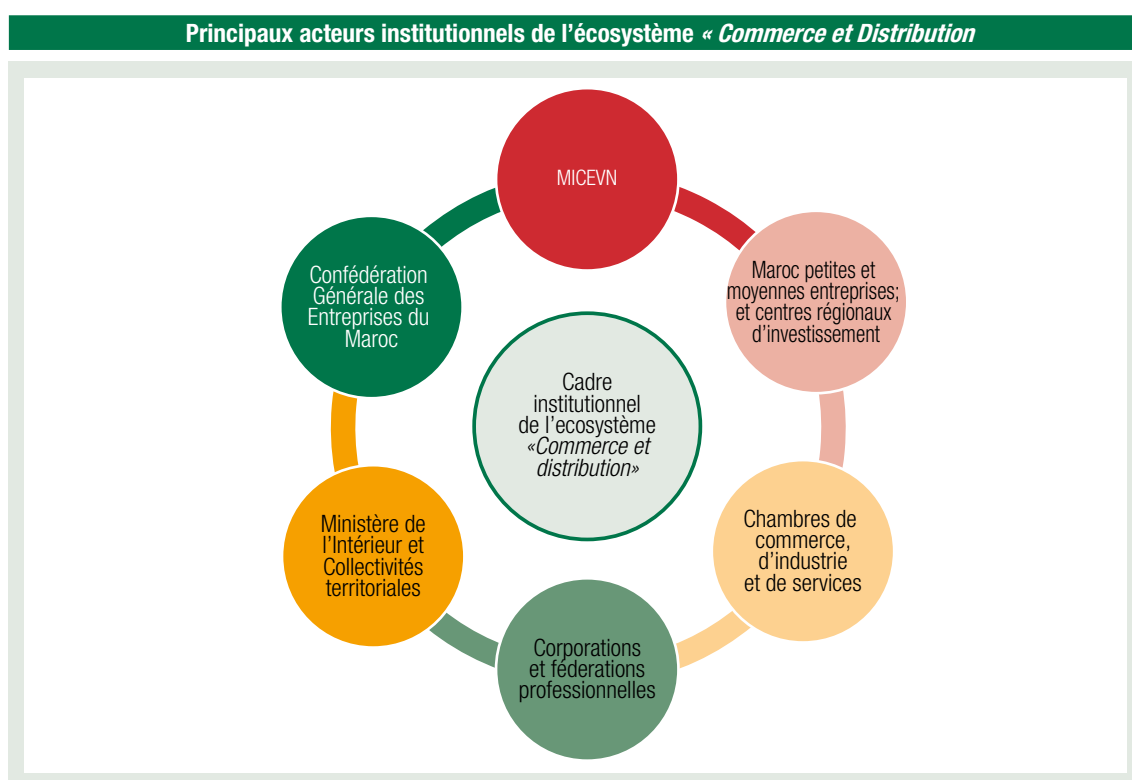 Principaux acteurs institutionnels de l'écosystème « Commerce et Distribution
MICEVN
Maroc petites et
moyennes entreprises;
et centres régionaux
d'investissement
Chambres de
commerce,
d'industrie
et de services
Corporations
et féderations
professionnelles
Ministère de
l'Intérieur et
Collectivités
territoriales
Confédération
Générale des
Entreprises du
Maroc
Cadre
institutionnel
de l'ecosystème
«Commerce et
distribution»